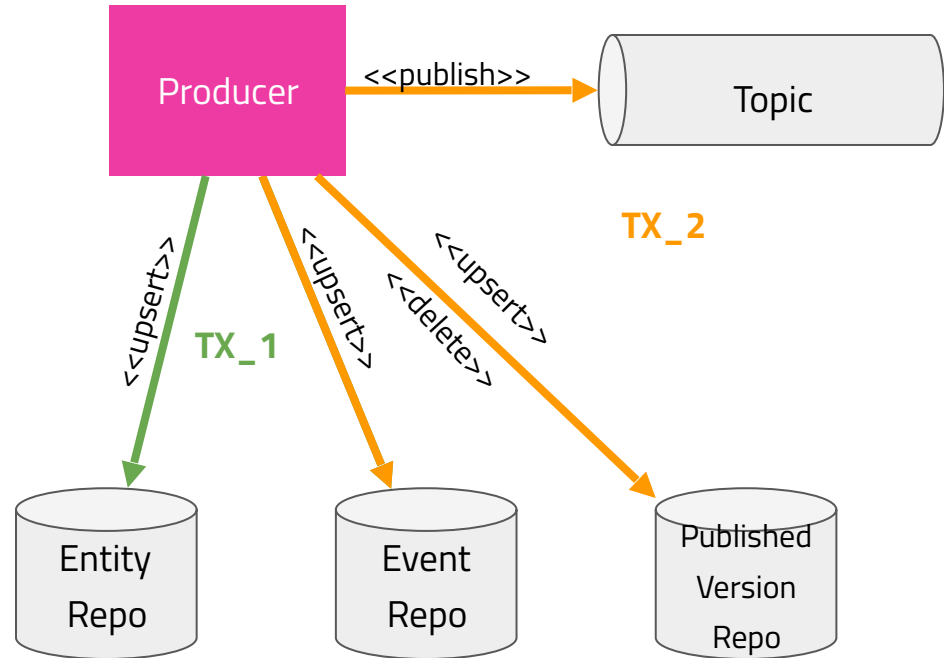 Producer
<<publish>>
Topic
TX_2
<<upsert>>
TX_1
<<upsert>>
<<upsert>>
<<delete>>
Entity
Repo
Event
Repo
Published
Version
Repo